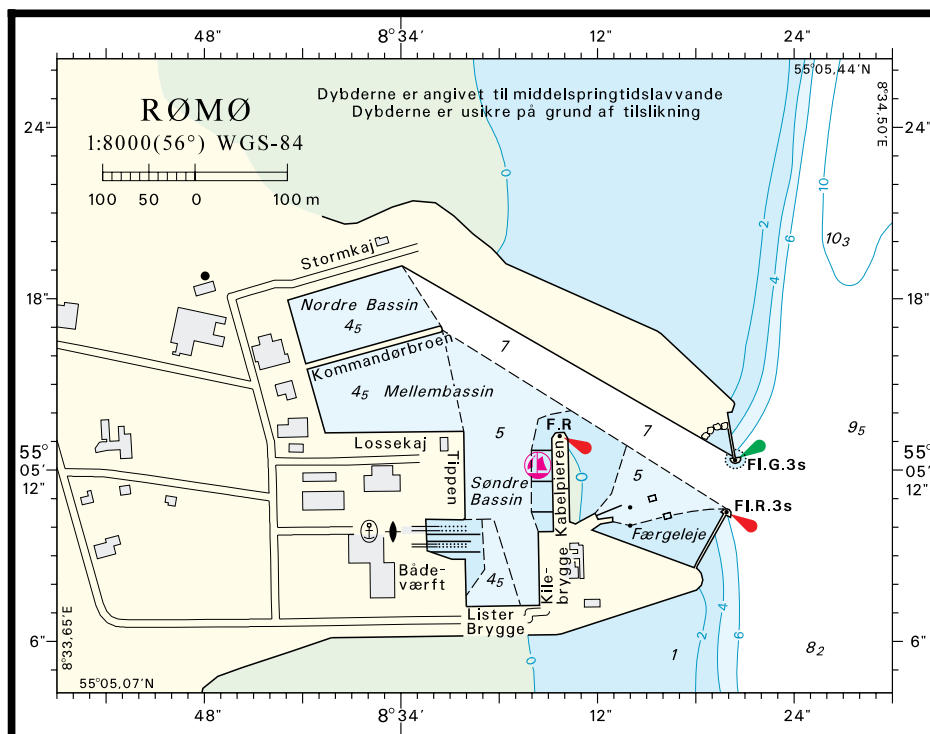 48"
8°34'
12"
24"
55°05,44'N
8°34.50'E
Dybderne er angivet til middelspringtidslavvande
Dybderne er usikre på grund af tilslikning
RØMØ
1:8000(56°) WGS-84
100 50 0 100 m
24"
24"
0
2
4
6
10
10₃
Stormkaj
18"
18"
Nordre Bassin
4₅
Kommandørbroen
7
4₅ Mellembassin
5
F.R
7
9₅
Lossekaj
55°
05'
12"
55°
05'
12"
Tippen
Søndre
Bassin
Kabelpieren
0
5
Fl.G.3s
Fl.R.3s
Færgeleje
Både-
værft
4₅
Kile-
brygge
Lister
Brygge
6"
6"
8°33.65'E
0
1
2
4
6
8₂
55°05,07'N
48"
8°34'
12"
24"